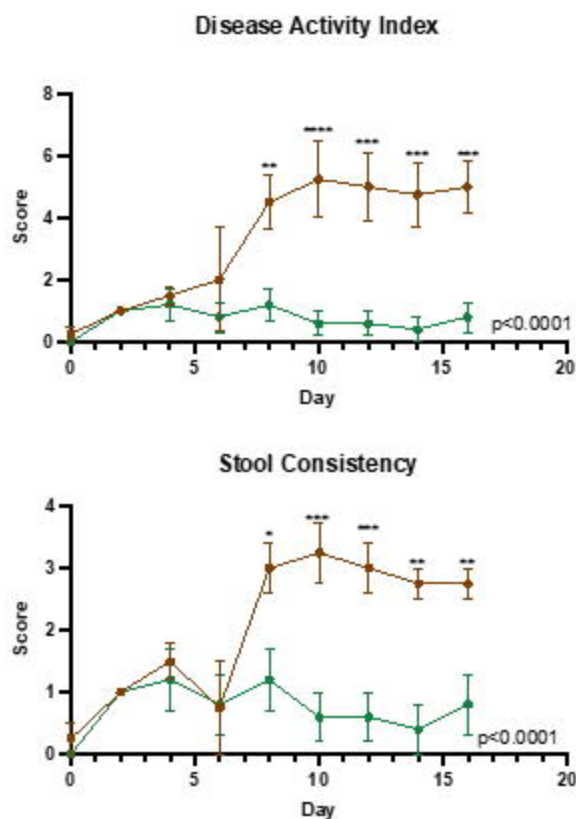 Disease Activity Index
8
6
4
2
0
Score
** **** *** *** ***
p<0.0001
0 5 10 15 20
Day
Stool Consistency
4
3
2
1
0
Score
* *** *** ** **
p<0.0001
0 5 10 15 20
Day